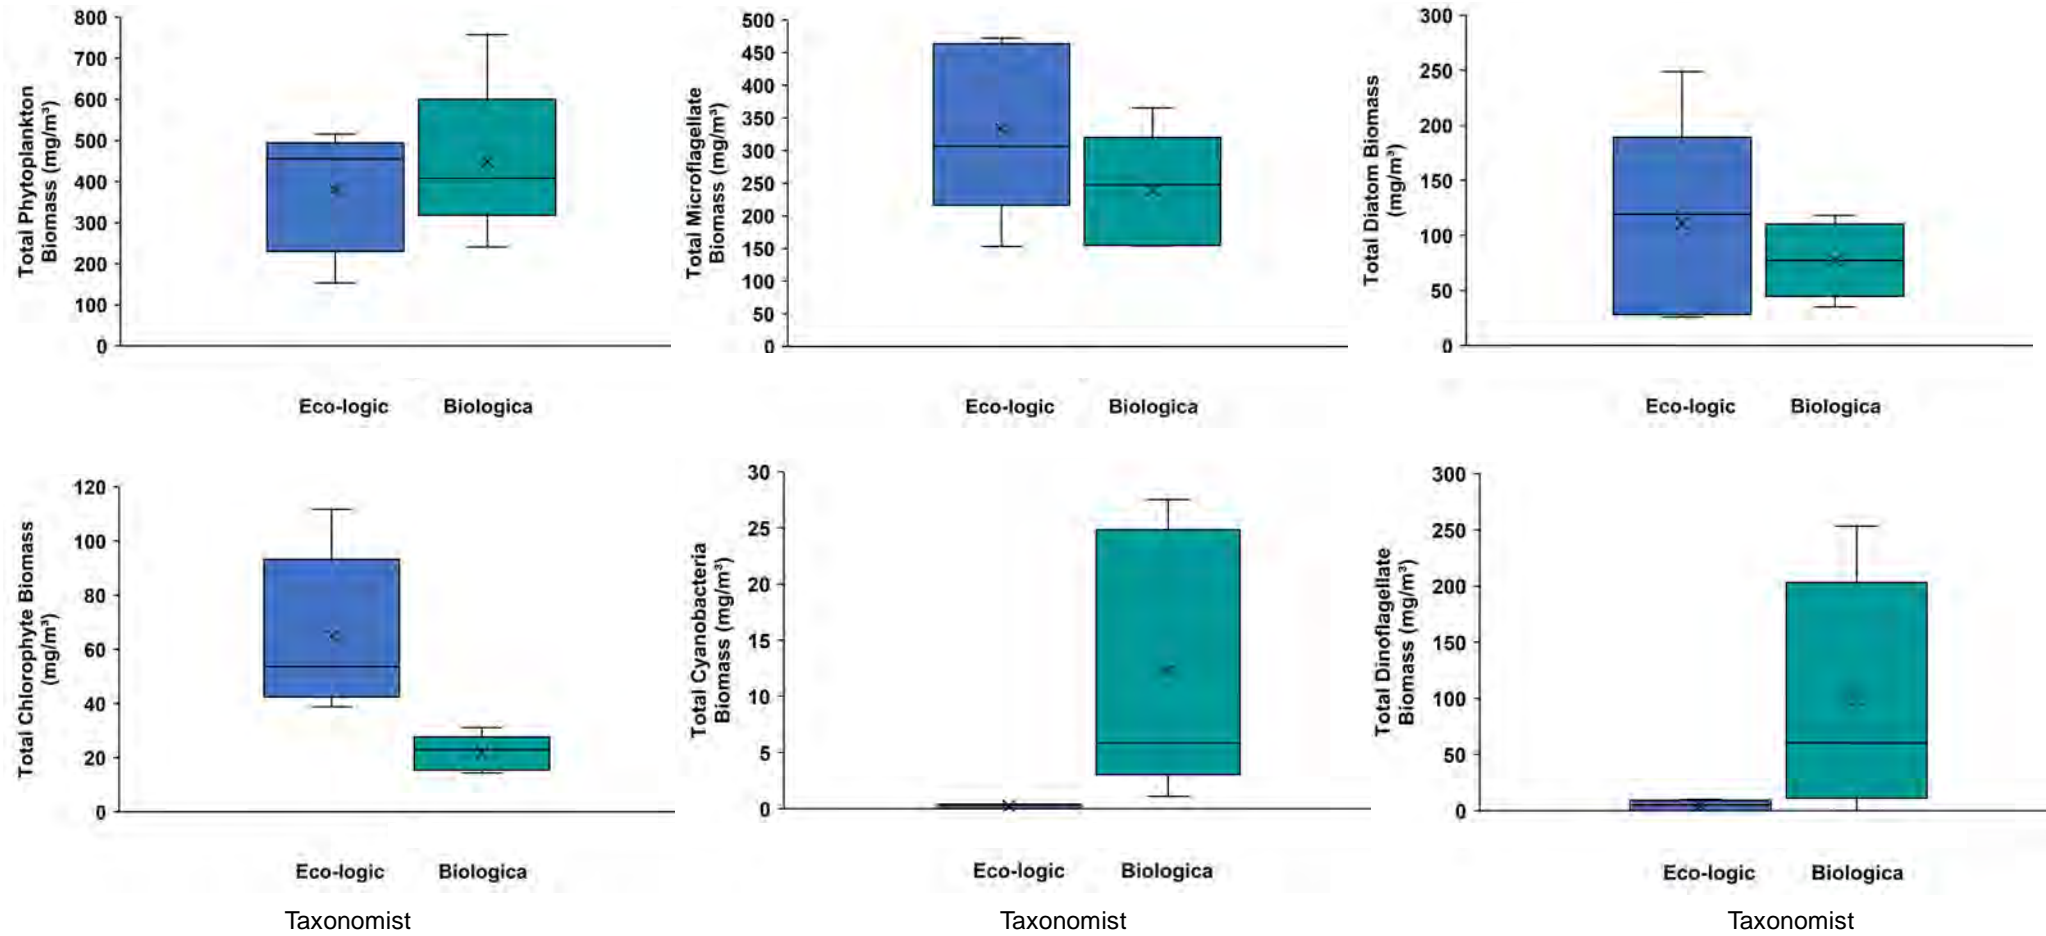 Total Phytoplankton
Biomass (mg/m³)
800
700
600
500
400
300
200
100
0
Eco-logic Biologica
Total Microflagellate
Biomass (mg/m³)
500
450
400
350
300
250
200
150
100
50
0
Eco-logic Biologica
Total Diatom Biomass
(mg/m³)
300
250
200
150
100
50
0
Eco-logic Biologica
Total Chlorophyte Biomass
(mg/m³)
120
100
80
60
40
20
0
Eco-logic Biologica
Taxonomist
Total Cyanobacteria
Biomass (mg/m³)
30
25
20
15
10
5
0
Eco-logic Biologica
Taxonomist
Total Dinoflagellate
Biomass (mg/m³)
300
250
200
150
100
50
0
Eco-logic Biologica
Taxonomist